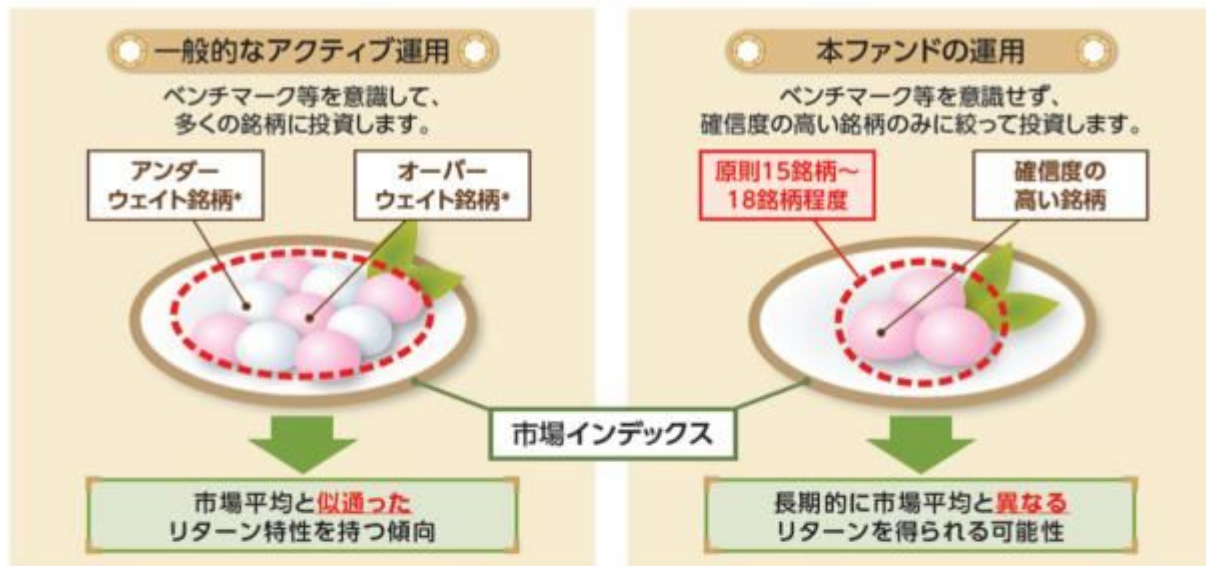 一般的なアクティブ運用
ベンチマーク等を意識して、
多くの銘柄に投資します。
アンダー
ウェイト銘柄*
オーバー
ウェイト銘柄*
市場平均と似通った
リターン特性を持つ傾向
本ファンドの運用
ベンチマーク等を意識せず、
確信度の高い銘柄のみに絞って投資します。
原則15銘柄～
18銘柄程度
確信度の
高い銘柄
市場インデックス
長期的に市場平均と異なる
リターンを得られる可能性